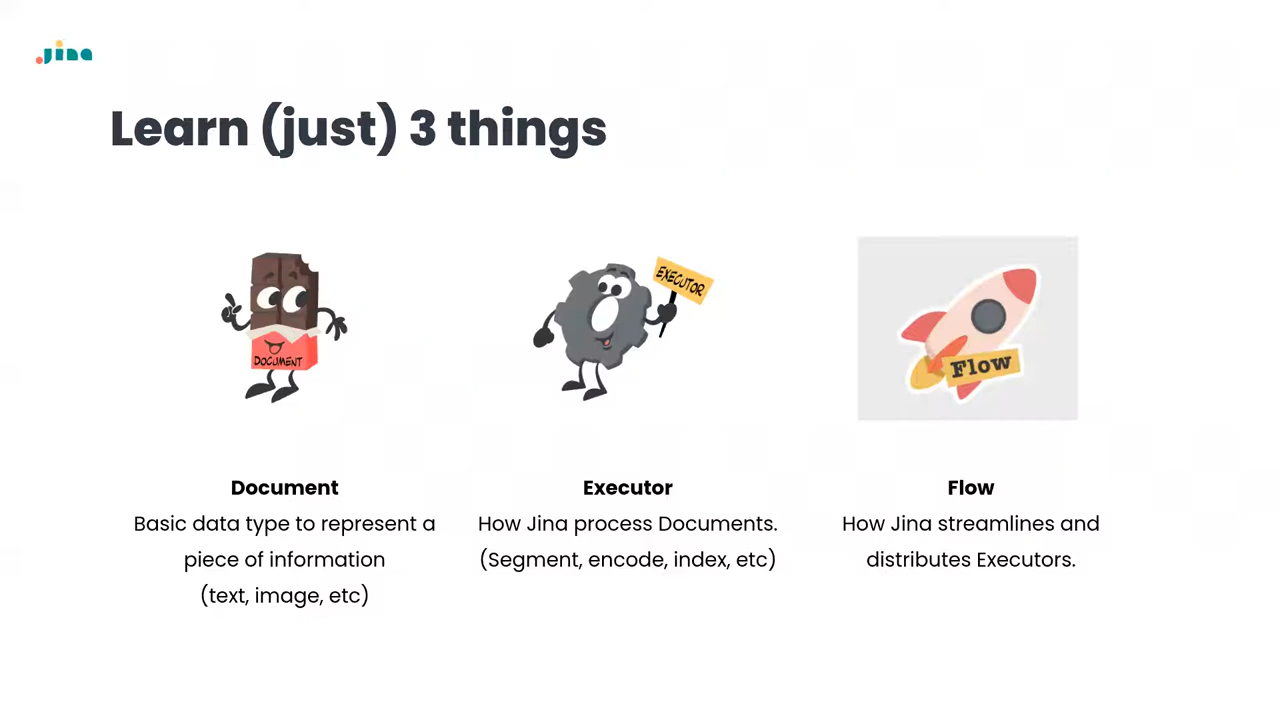 Jina
Learn (just) 3 things
DOCUMENT
EXECUTOR
Flow
Document
Basic data type to represent a
piece of information
(text, image, etc)
Executor
How Jina process Documents.
(Segment, encode, index, etc)
Flow
How Jina streamlines and
distributes Executors.